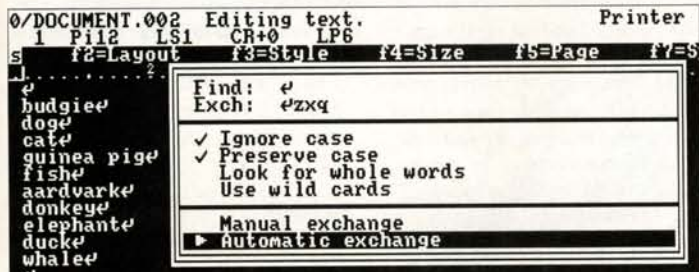 0/DOCUMENT.002 Editing text. Printer
1 Pi12 LS1 CR+0 LP6
s f2=Layout f3=Style f4=Size f5=Page f7=S
.......2.
↵
budgie↵
dog↵
cat↵
guinea pig↵
fish↵
aardvark↵
donkey↵
elephant↵
duck↵
whale↵
Find: ↵
Exch: ↵zxq
✓ Ignore case
✓ Preserve case
Look for whole words
Use wild cards
Manual exchange
► Automatic exchange